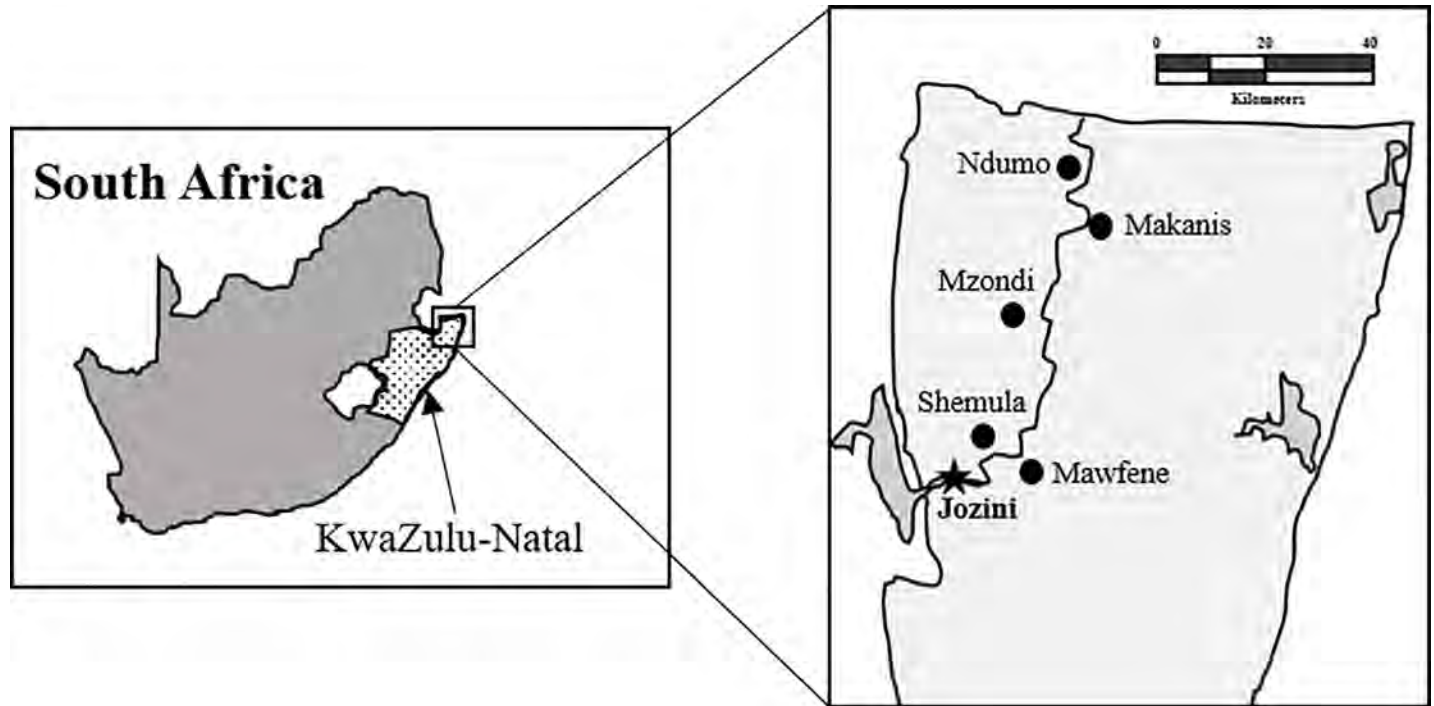 South Africa
KwaZulu-Natal
0 20 40
Kilometers
Ndumo
Makanis
Mzondi
Shemula
Mawfene
Jozini